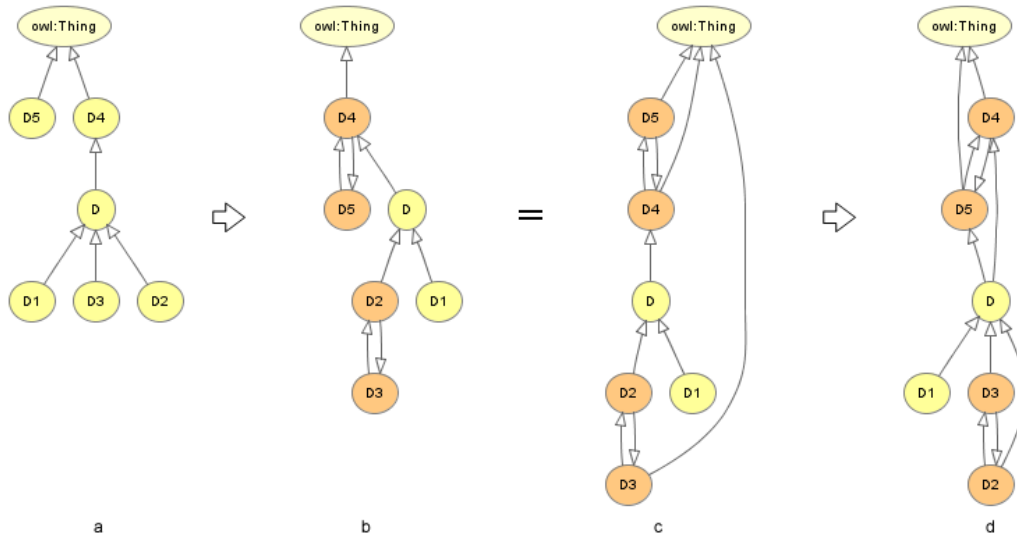 owl:Thing owl:Thing owl:Thing owl:Thing
D5 D4 D4 D5 D4
D D5 D = D4 D5
D1 D3 D2 D2 D1 D D
D3 D2 D1 D1 D3
D3 D2
a b c d